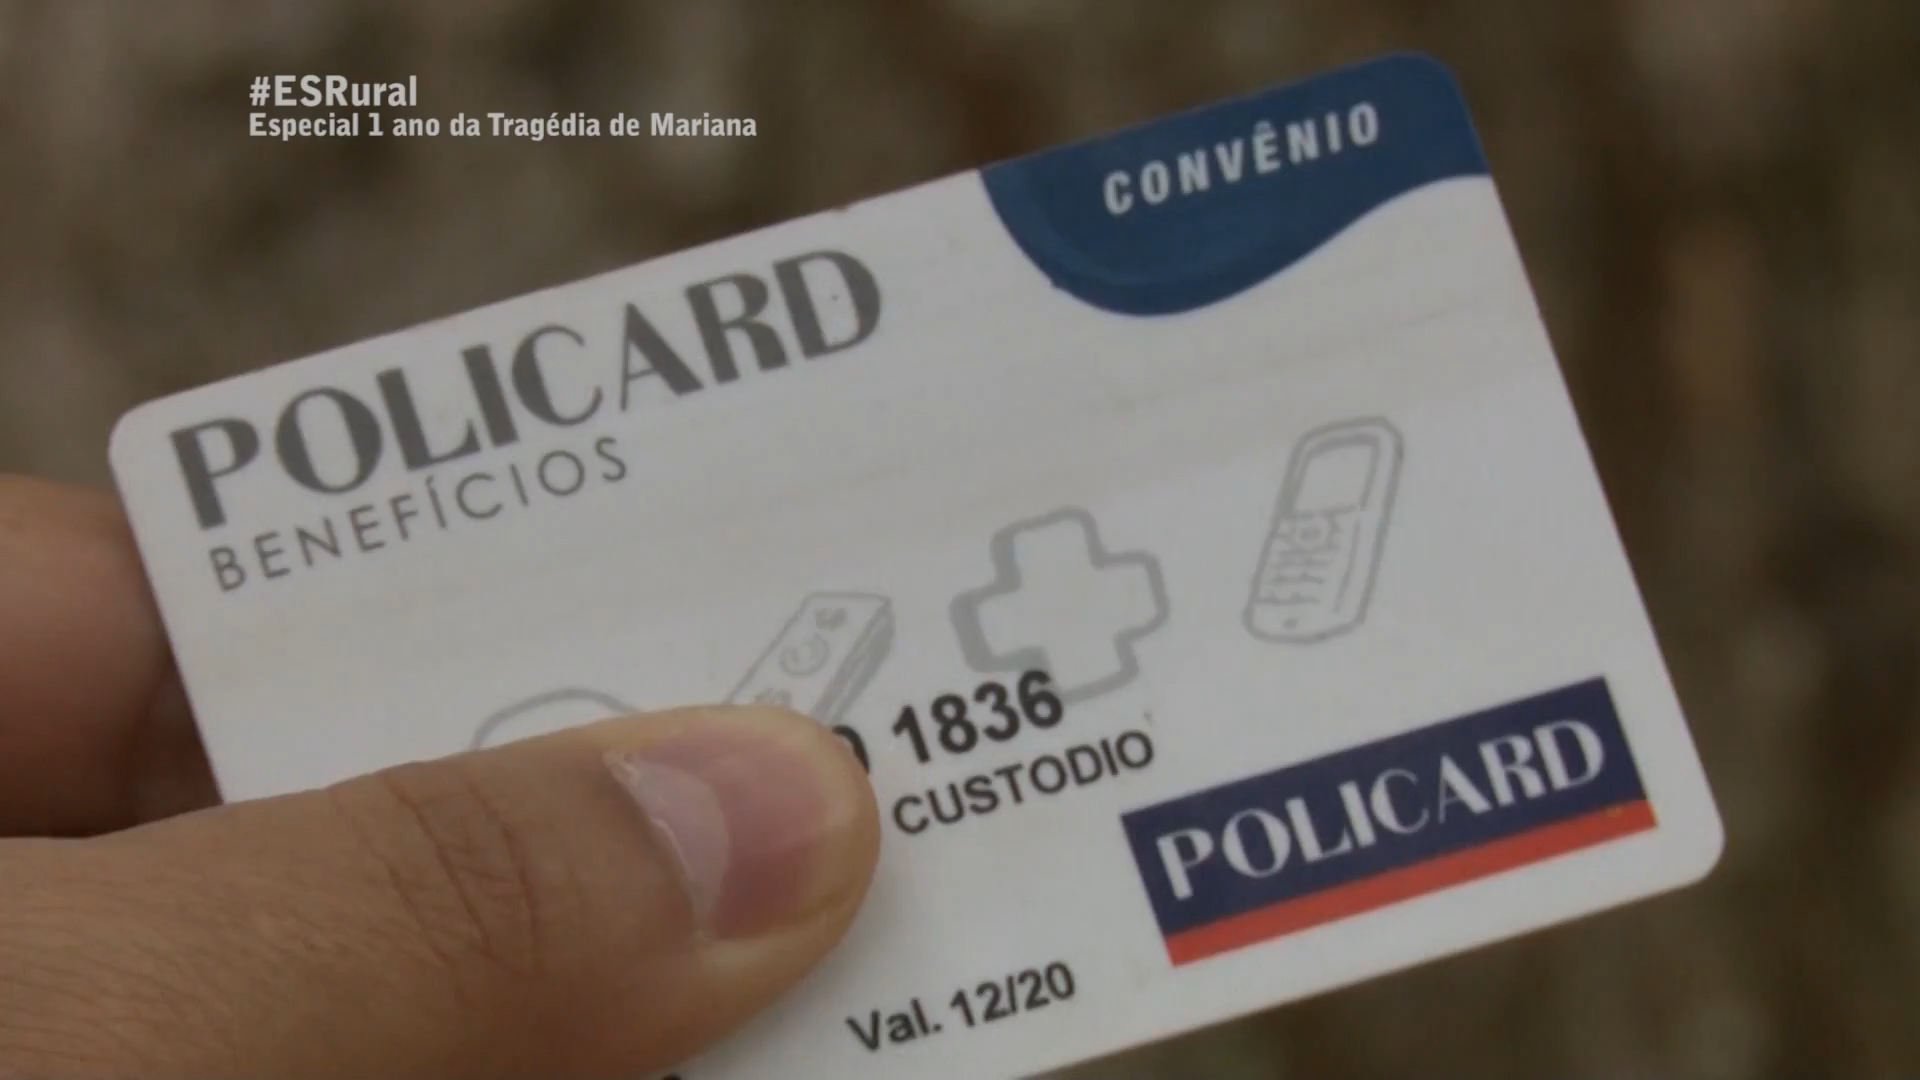 #ESRural
Especial 1 ano da Tragédia de Mariana
CONVÊNIO
POLICARD
BENEFÍCIOS
1836
CUSTODIO
POLICARD
Val. 12/20